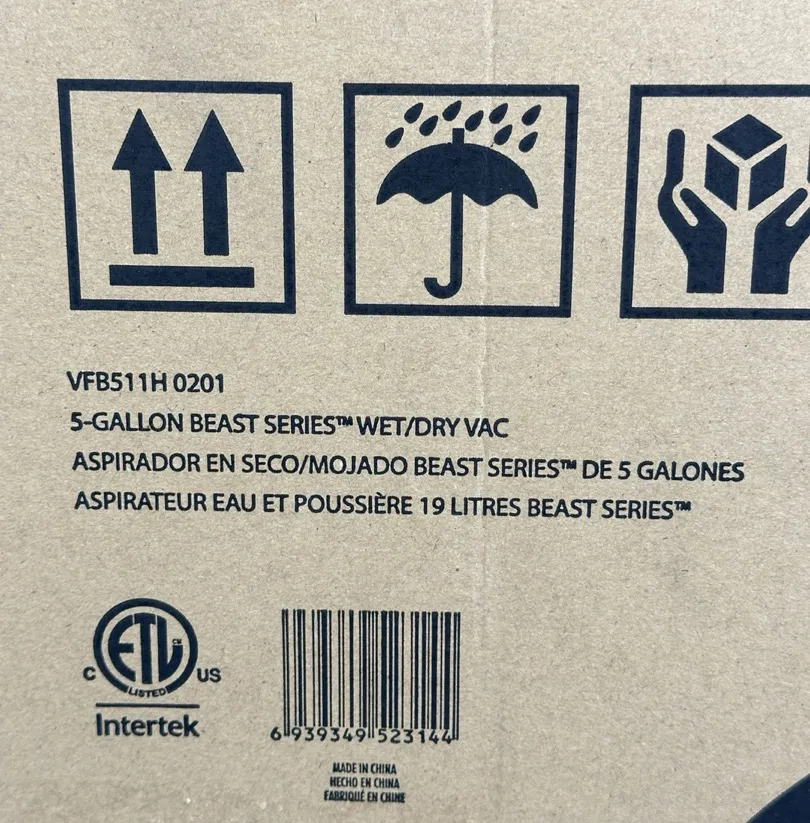 VFB511H 0201
5-GALLON BEAST SERIES™ WET/DRY VAC
ASPIRADOR EN SECO/MOJADO BEAST SERIES™ DE 5 GALONES
ASPIRATEUR EAU ET POUSSIÈRE 19 LITRES BEAST SERIES™
ETL CM
C US
LISTED
Intertek
6 939349 523144
MADE IN CHINA
HECHO EN CHINA
FABRIQUÉ EN CHINE